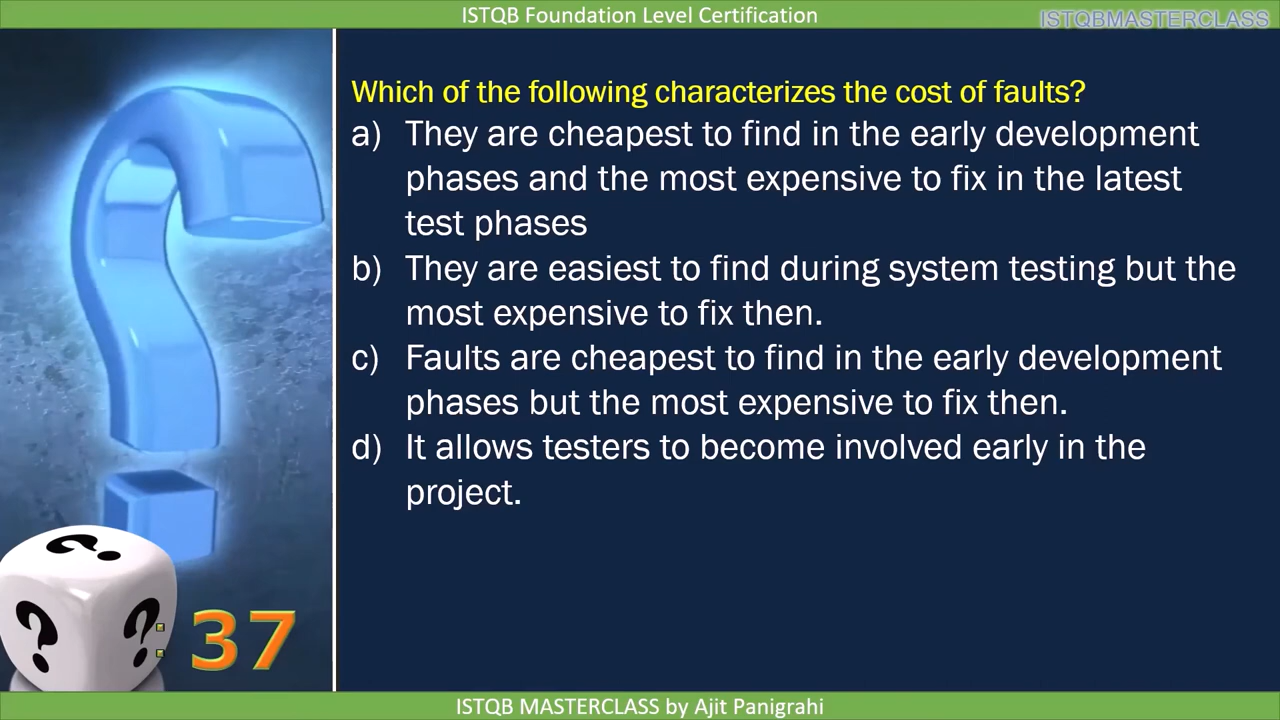 ISTQB Foundation Level Certification
ISTQBMASTERCLASS
Which of the following characterizes the cost of faults?
a) They are cheapest to find in the early development
phases and the most expensive to fix in the latest
test phases
b) They are easiest to find during system testing but the
most expensive to fix then.
c) Faults are cheapest to find in the early development
phases but the most expensive to fix then.
d) It allows testers to become involved early in the
project.
? ? ?
: 37
ISTQB MASTERCLASS by Ajit Panigrahi